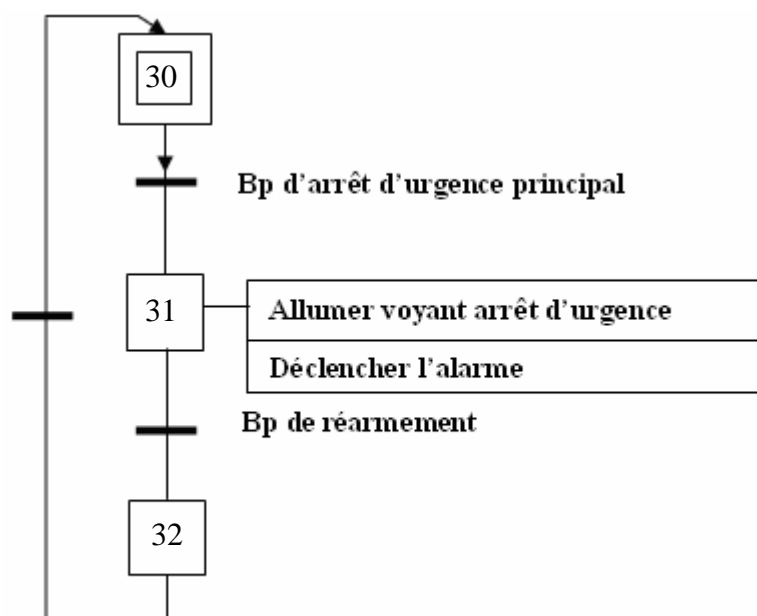 30
Bp d'arrêt d'urgence principal
31
Allumer voyant arrêt d'urgence
Déclencher l'alarme
Bp de réarmement
32